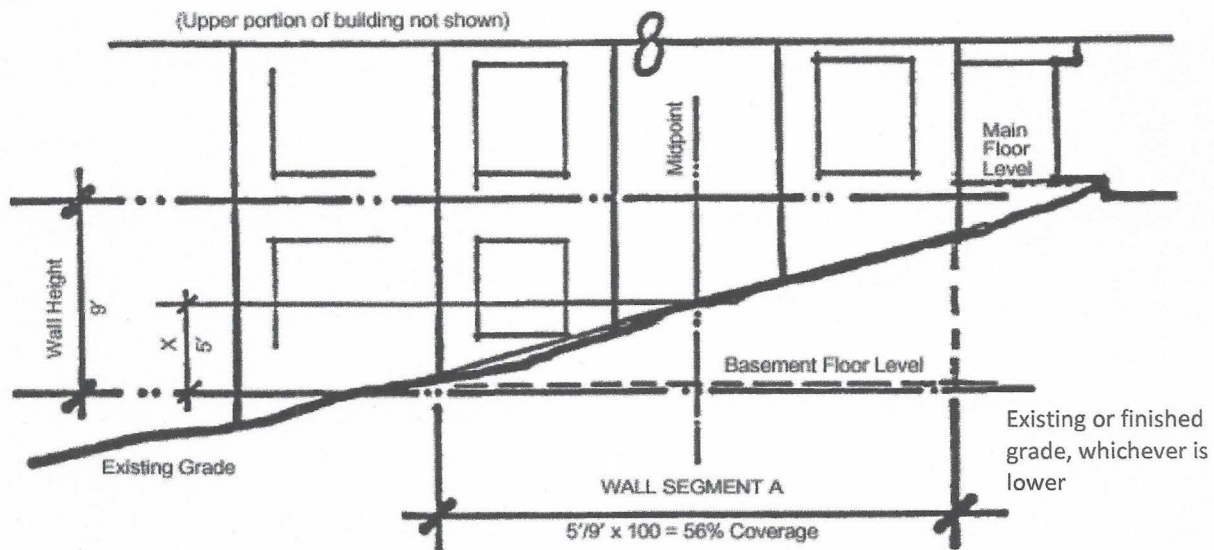 (Upper portion of building not shown)
8
Midpoint
Main
Floor
Level
Wall Height
9'
X
5'
Basement Floor Level
Existing or finished
grade, whichever is
lower
Existing Grade
WALL SEGMENT A
5'/9' x 100 = 56% Coverage